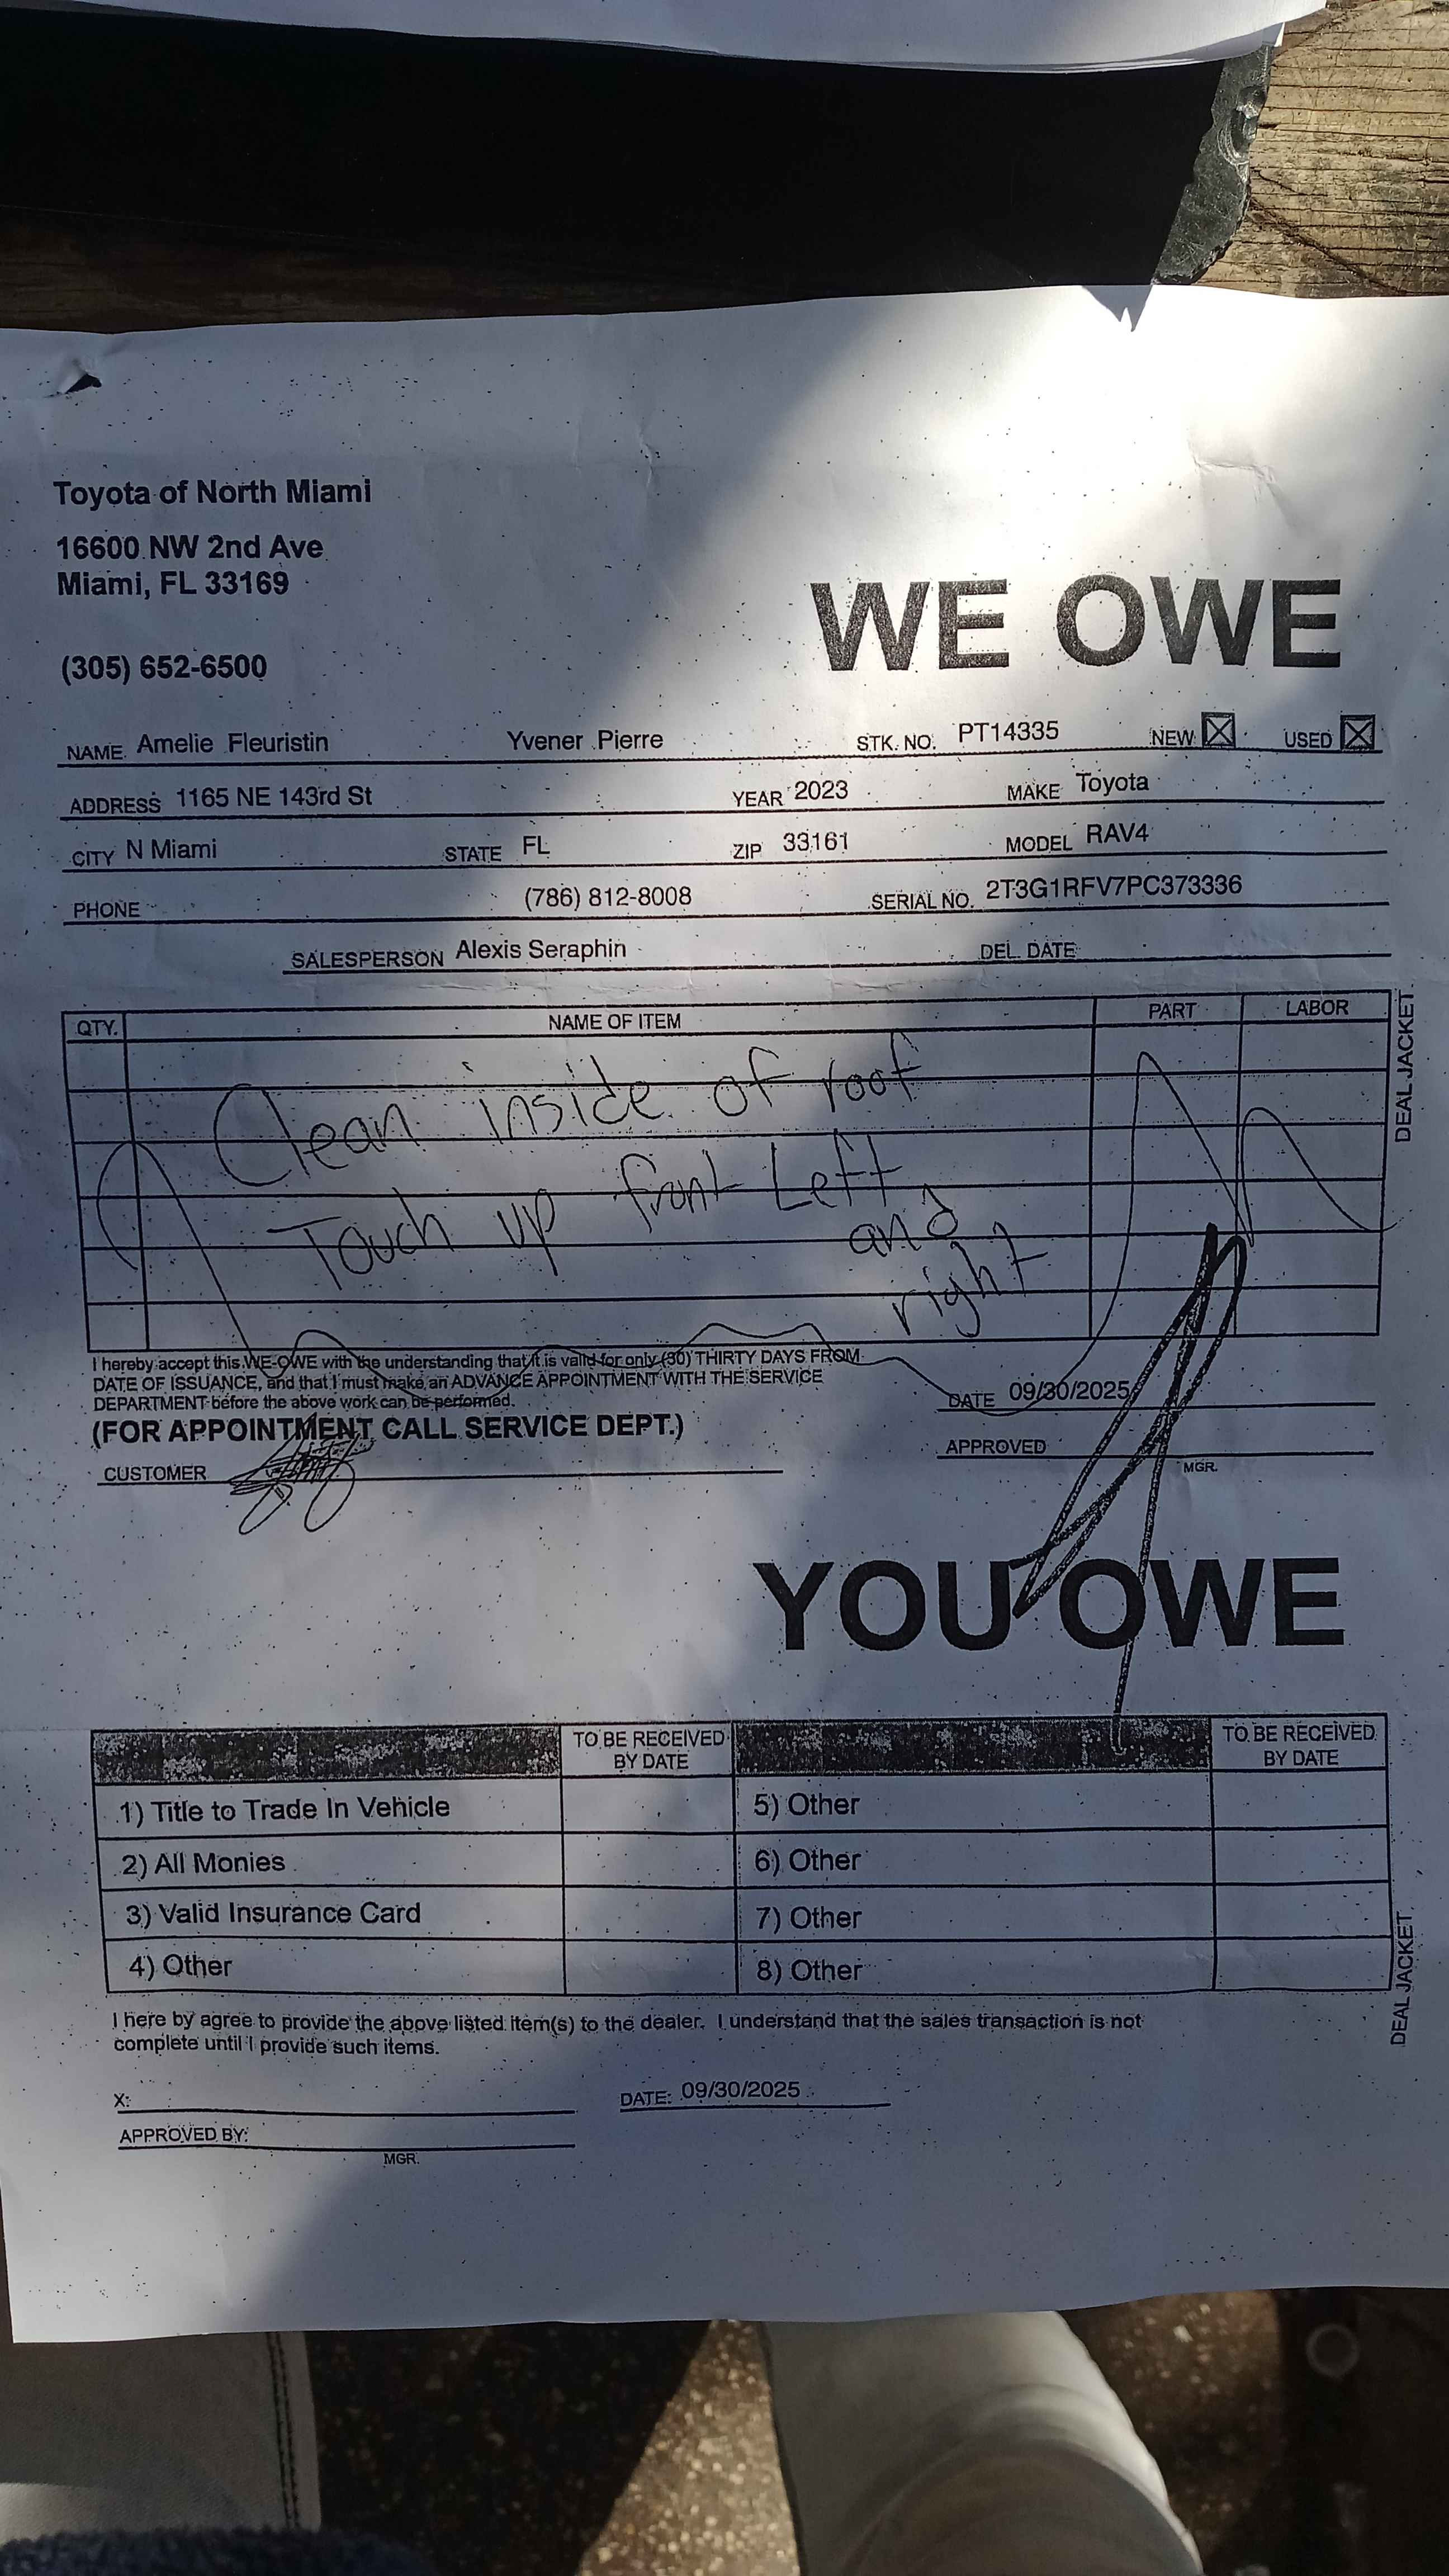 Toyota of North Miami
16600 NW 2nd Ave
Miami, FL 33169
(305) 652-6500
WE OWE
NAME Amelie Fleuristin Yvener Pierre STK. NO. PT14335 NEW ☒ USED ☒
ADDRESS 1165 NE 143rd St YEAR 2023 MAKE Toyota
CITY N Miami STATE FL ZIP 33161 MODEL RAV4
PHONE (786) 812-8008 SERIAL NO. 2T3G1RFV7PC373336
SALESPERSON Alexis Seraphin DEL. DATE
QTY. NAME OF ITEM PART LABOR
DEAL JACKET
Clean inside of roof
Touch up front Left
and
right
I hereby accept this WE-OWE with the understanding that it is valid for only (30) THIRTY DAYS FROM
DATE OF ISSUANCE, and that I must make an ADVANCE APPOINTMENT WITH THE SERVICE
DEPARTMENT before the above work can be performed.
(FOR APPOINTMENT CALL SERVICE DEPT.)
DATE 09/30/2025
CUSTOMER
APPROVED
MGR.
YOU OWE
TO BE RECEIVED BY DATE TO BE RECEIVED BY DATE
1) Title to Trade In Vehicle 5) Other
2) All Monies 6) Other
3) Valid Insurance Card 7) Other
4) Other 8) Other
DEAL JACKET
I here by agree to provide the above listed item(s) to the dealer. I understand that the sales transaction is not
complete until I provide such items.
X: DATE: 09/30/2025
APPROVED BY:
MGR.